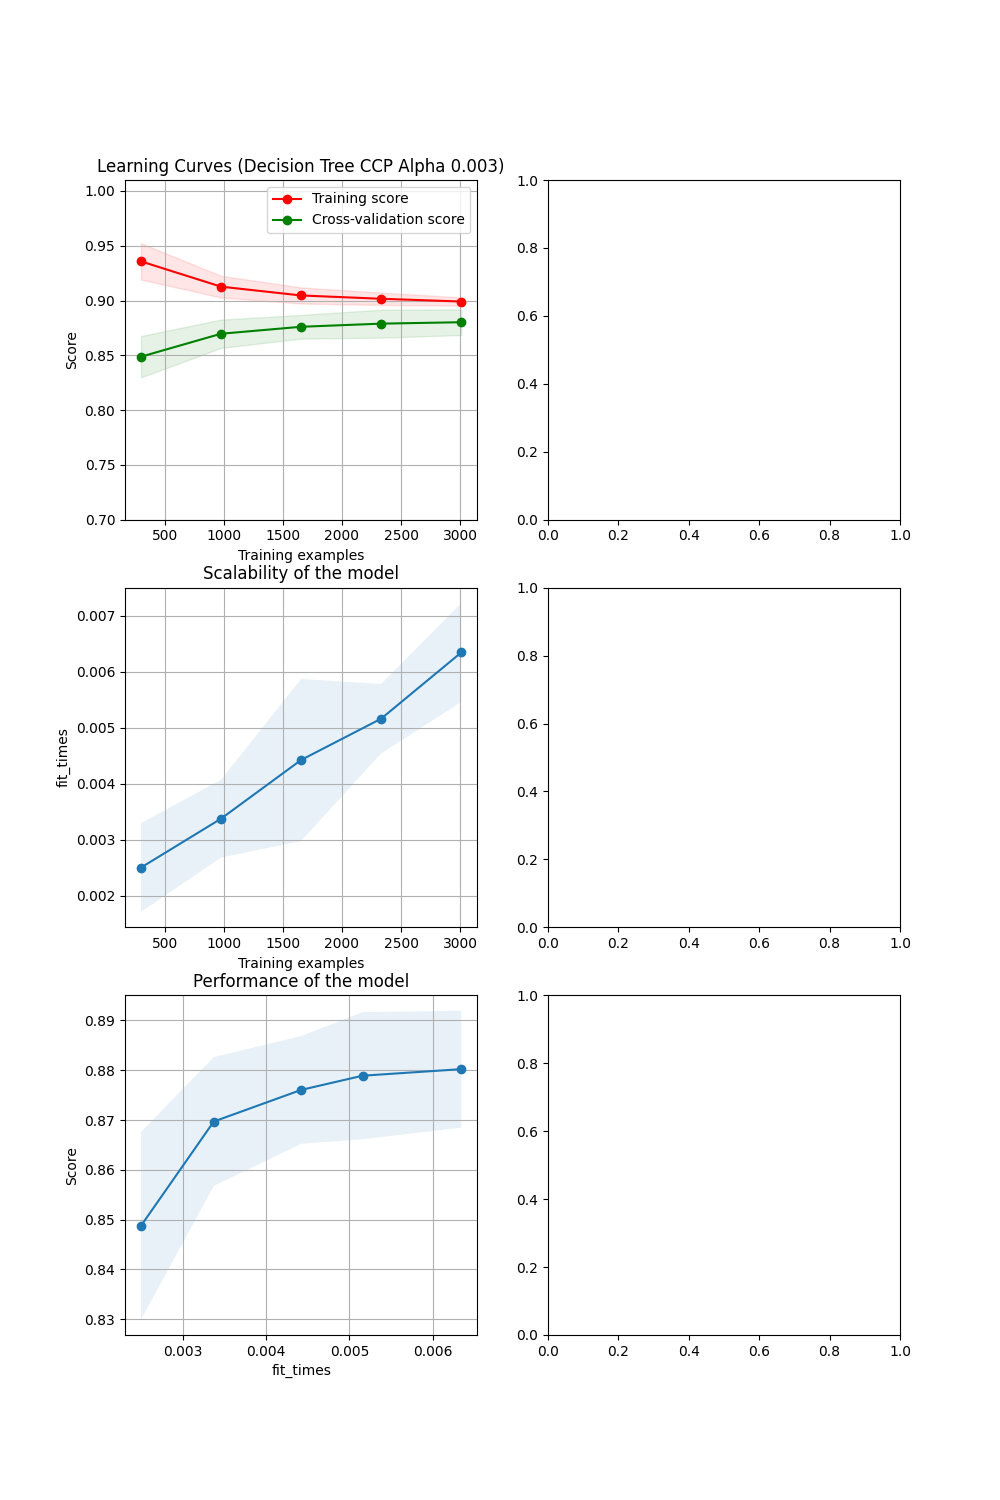 Learning Curves (Decision Tree CCP Alpha 0.003)
1.00
0.95
0.90
0.85
0.80
0.75
0.70
Score
Training score
Cross-validation score
500 1000 1500 2000 2500 3000
Training examples
1.0
0.8
0.6
0.4
0.2
0.0
0.0 0.2 0.4 0.6 0.8 1.0
Scalability of the model
0.007
0.006
0.005
0.004
0.003
0.002
fit_times
500 1000 1500 2000 2500 3000
Training examples
1.0
0.8
0.6
0.4
0.2
0.0
0.0 0.2 0.4 0.6 0.8 1.0
Performance of the model
0.89
0.88
0.87
0.86
0.85
0.84
0.83
Score
0.003 0.004 0.005 0.006
fit_times
1.0
0.8
0.6
0.4
0.2
0.0
0.0 0.2 0.4 0.6 0.8 1.0